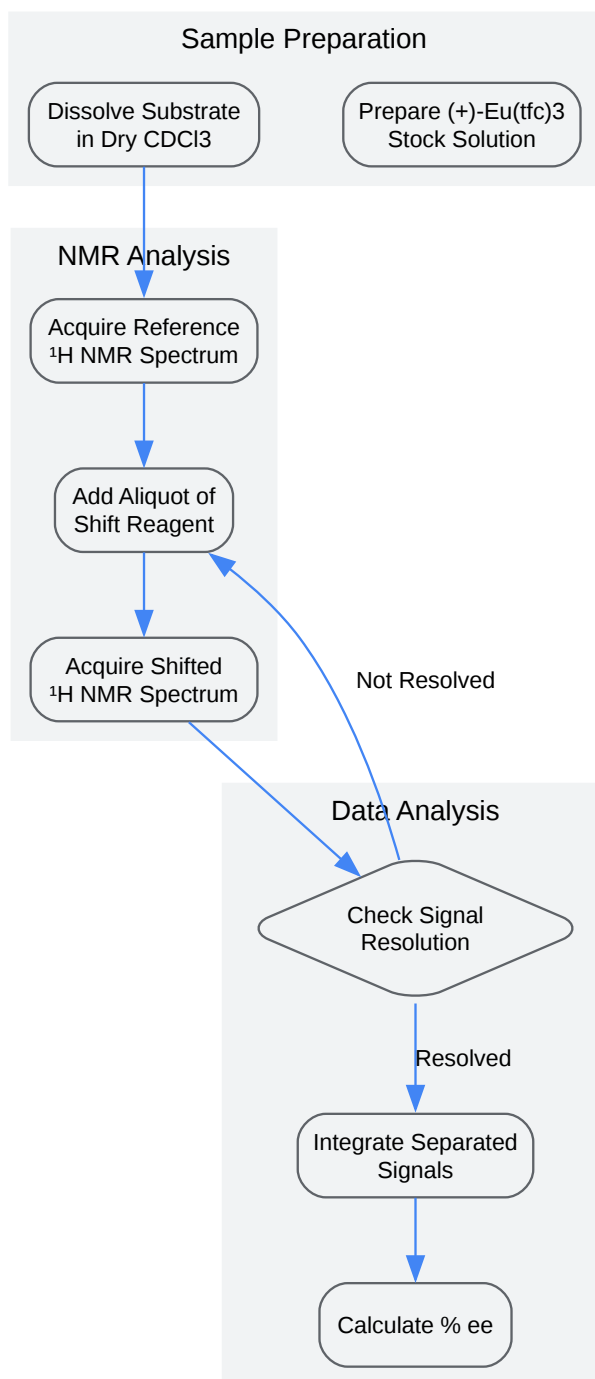 Sample Preparation
Dissolve Substrate
in Dry CDCl3
Prepare (+)-Eu(tfc)3
Stock Solution
NMR Analysis
Acquire Reference
¹H NMR Spectrum
Add Aliquot of
Shift Reagent
Acquire Shifted
¹H NMR Spectrum
Not Resolved
Data Analysis
Check Signal
Resolution
Resolved
Integrate Separated
Signals
Calculate % ee